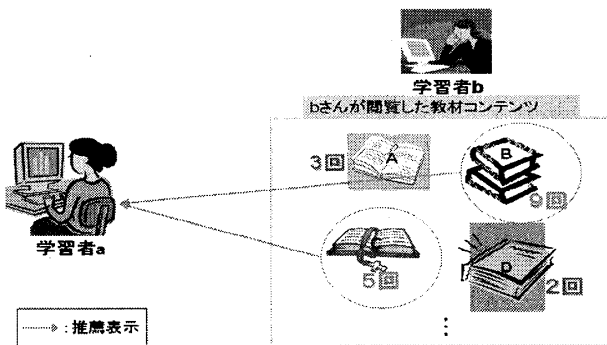 学習者b
bさんが閲覧した教材コンテンツ
3回
A
B
9回
学習者a
5回
D
2回
⋮
┈┈>:推薦表示